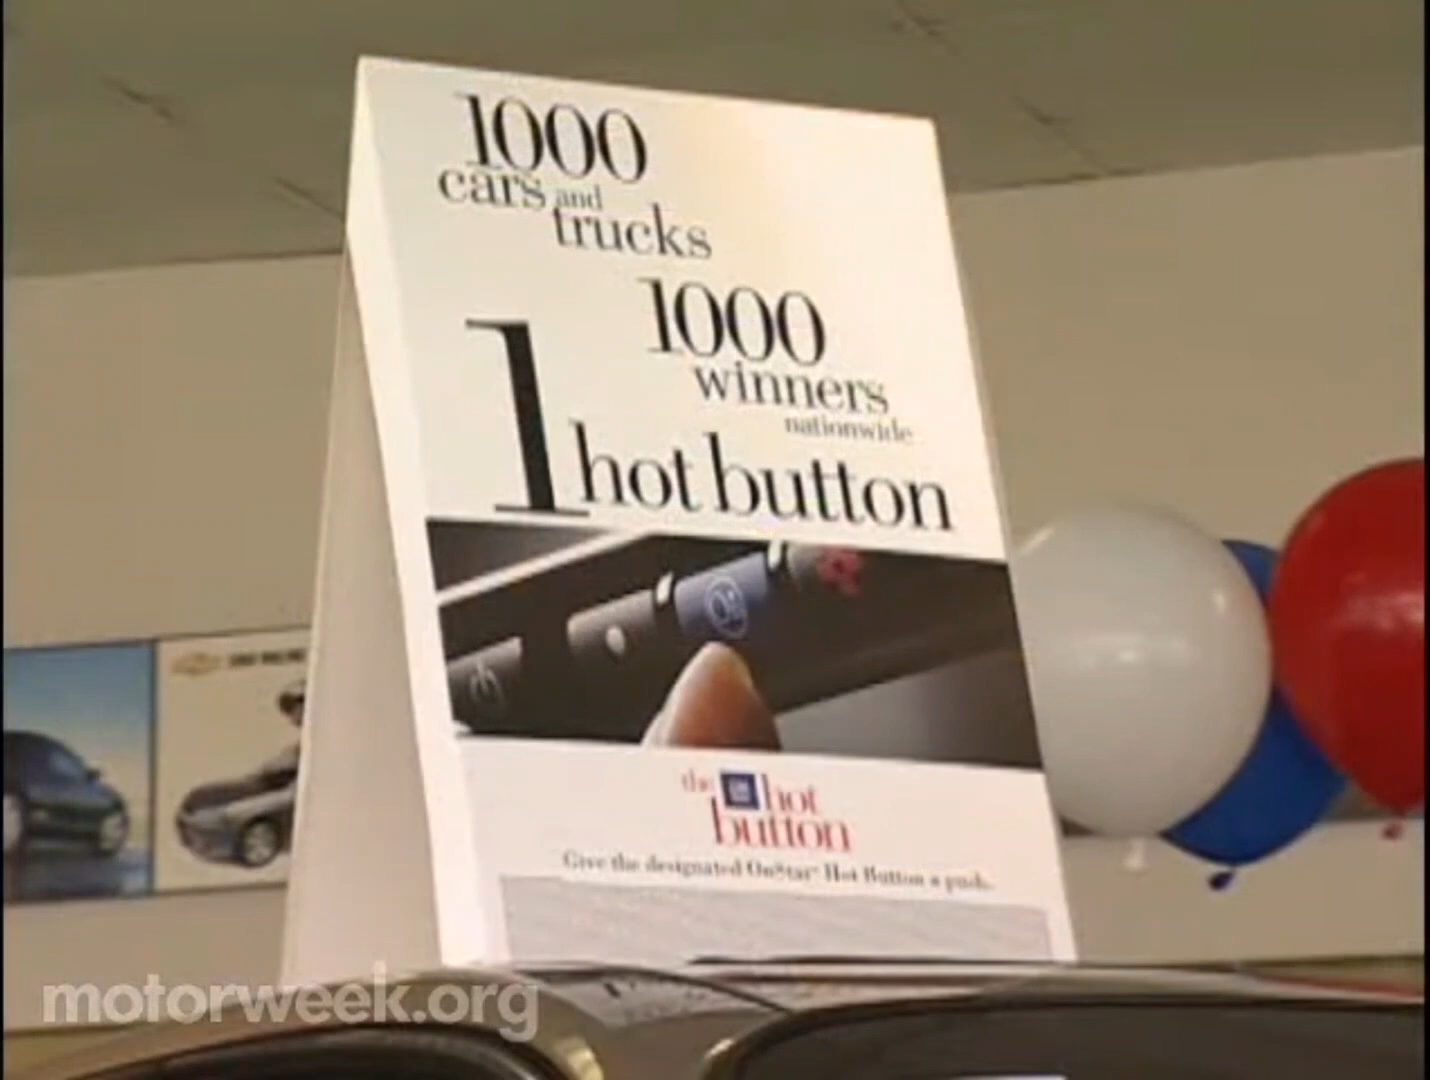 1000
cars and
trucks
1000
winners
nationwide
1 hot button
the GM hot
button
Give the designated OnStar Hot Button a push.
motorweek.org